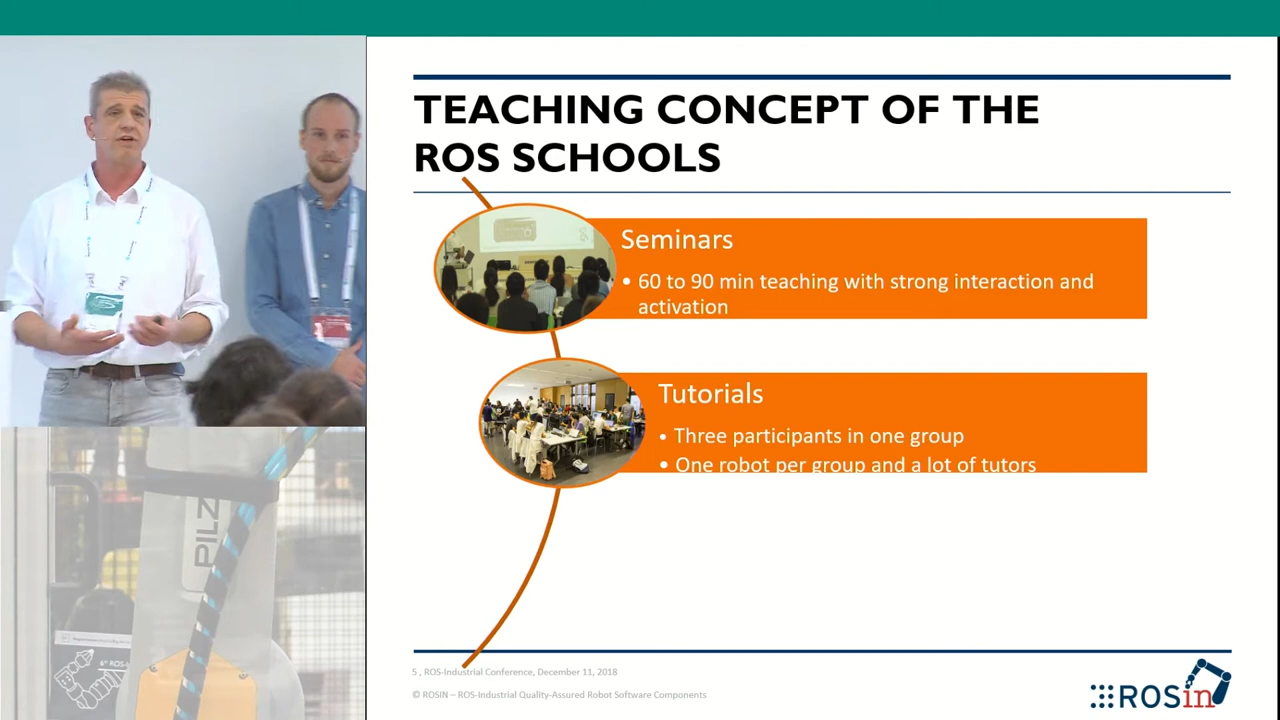 TEACHING CONCEPT OF THE
ROS SCHOOLS
Seminars
• 60 to 90 min teaching with strong interaction and
activation
Tutorials
• Three participants in one group
• One robot per group and a lot of tutors
PILZ
5 , ROS-Industrial Conference, December 11, 2018
© ROSIN – ROS-Industrial Quality-Assured Robot Software Components
ROSin